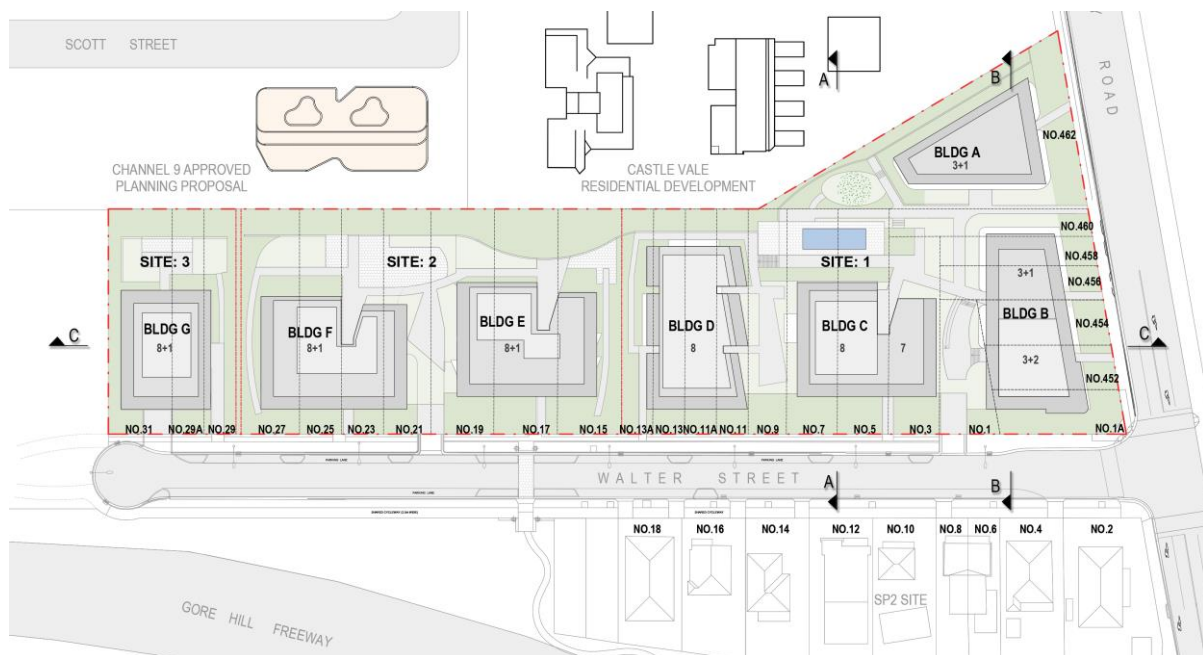 SCOTT STREET
Y ROAD
A
B
CHANNEL 9 APPROVED
PLANNING PROPOSAL
CASTLE VALE
RESIDENTIAL DEVELOPMENT
BLDG A
3+1
NO.462
NO.460
NO.458
NO.456
NO.454
NO.452
SITE: 3
SITE: 2
SITE: 1
3+1
BLDG B
3+2
C
BLDG G
8+1
BLDG F
8+1
BLDG E
8+1
BLDG D
8
BLDG C
8
7
C
NO.31
NO.29A
NO.29
NO.27
NO.25
NO.23
NO.21
NO.19
NO.17
NO.15
NO.13A
NO.13
NO.11A
NO.11
NO.9
NO.7
NO.5
NO.3
NO.1
NO.1A
PARKING LANE
PARKING LANE
WALTER STREET
A
B
NO.18
NO.16
NO.14
NO.12
NO.10
NO.8
NO.6
NO.4
NO.2
SP2 SITE
GORE HILL FREEWAY